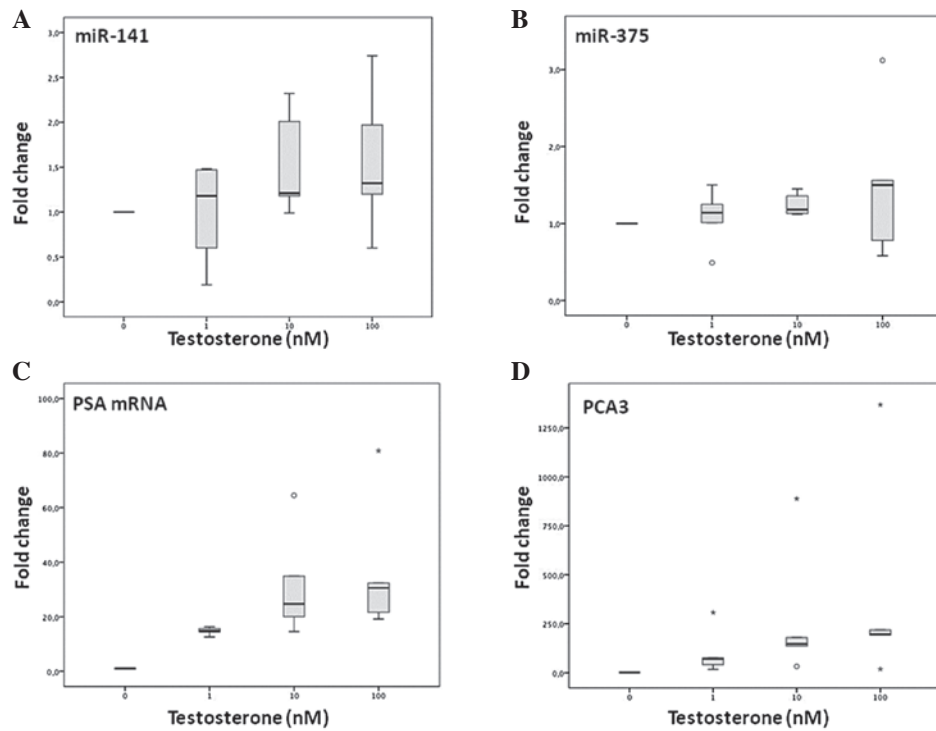 A
miR-141
Fold change
3,0
2,5
2,0
1,5
1,0
0,5
0,0
0
1
10
100
Testosterone (nM)
B
miR-375
Fold change
3,0
2,0
1,0
0,0
0
1
10
100
Testosterone (nM)
C
PSA mRNA
Fold change
100,0
80,0
60,0
40,0
20,0
0,0
0
1
10
100
Testosterone (nM)
D
PCA3
Fold change
1250,0
1000,0
750,0
500,0
250,0
0,0
0
1
10
100
Testosterone (nM)